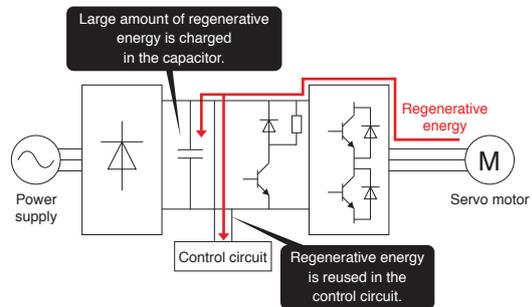 Large amount of regenerative
energy is charged
in the capacitor.
Regenerative
energy
Power
supply
M
Servo motor
Control circuit
Regenerative energy
is reused in the
control circuit.